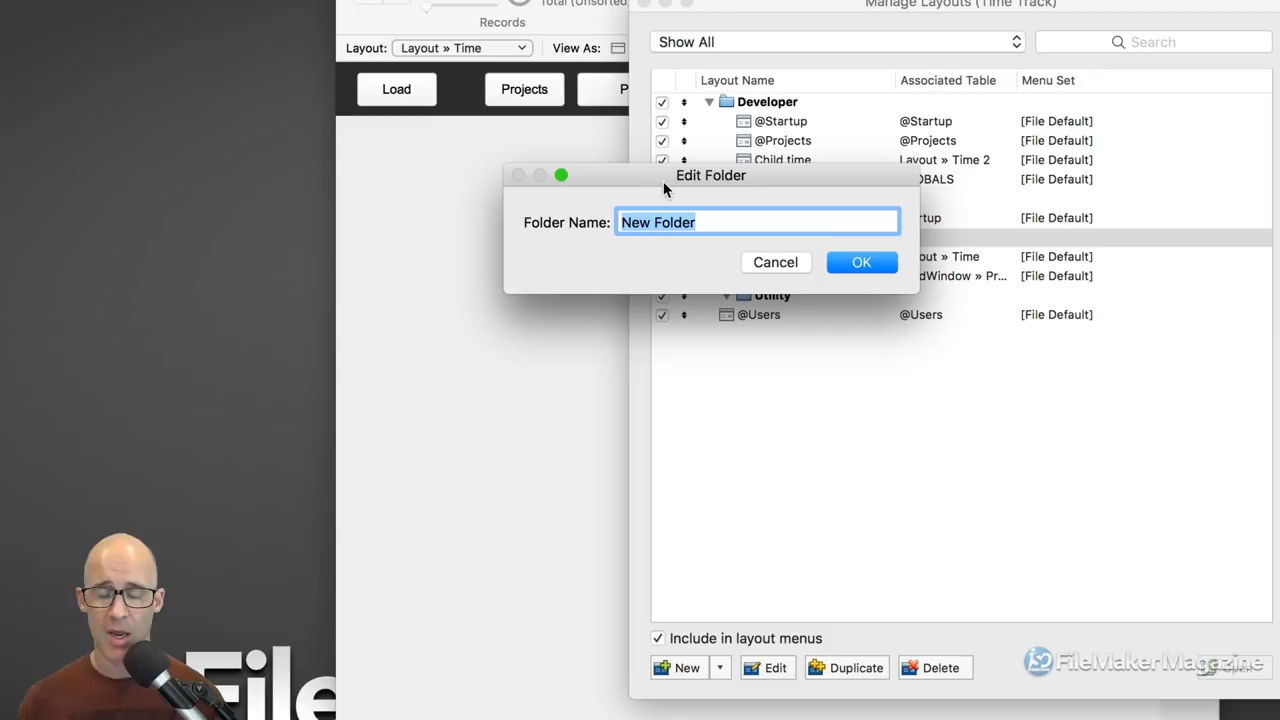 Total (Unsorted
Records
Manage Layouts (Time Track)
Layout: Layout » Time View As:
Load Projects P
Show All Search
Layout Name Associated Table Menu Set
Developer
@Startup @Startup [File Default]
@Projects @Projects [File Default]
Child time Layout » Time 2 [File Default]
OBALS [File Default]
Edit Folder
Folder Name: New Folder
Cancel OK
rtup [File Default]
out » Time [File Default]
dWindow » Pr... [File Default]
Utility
@Users @Users [File Default]
Include in layout menus
New Edit Duplicate Delete
FileMakerMagazine
File